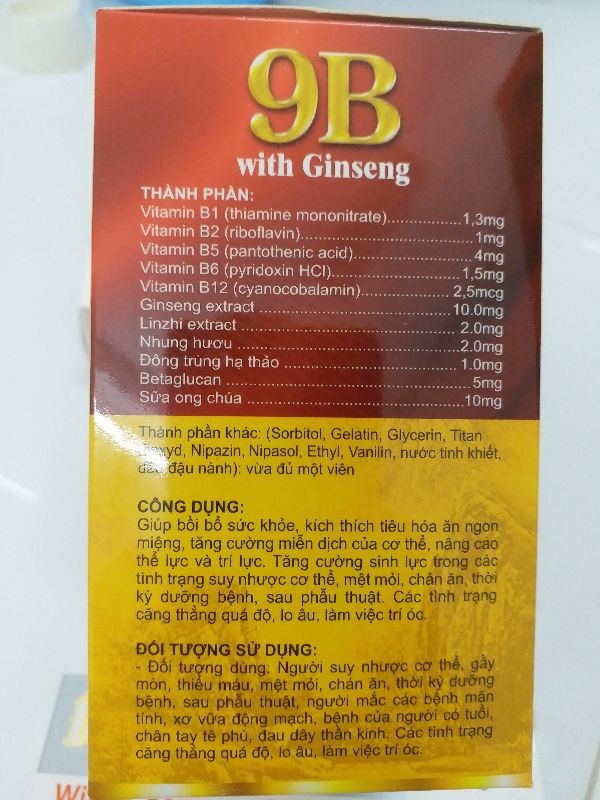 9B
with Ginseng
THÀNH PHẦN:
Vitamin B1 (thiamine mononitrate)..................1,3mg
Vitamin B2 (riboflavin)..........................................1mg
Vitamin B5 (pantothenic acid)..............................4mg
Vitamin B6 (pyridoxin HCl)................................1,5mg
Vitamin B12 (cyanocobalamin)......................2,5mcg
Ginseng extract ...............................................10.0mg
Linzhi extract .....................................................2.0mg
Nhung hươu ......................................................2.0mg
Đông trùng hạ thảo ...........................................1.0mg
Betaglucan ............................................................5mg
Sữa ong chúa .....................................................10mg
Thành phần khác: (Sorbitol, Gelatin, Glycerin, Titan
Nipazin, Nipasol, Ethyl, Vanilin, nước tinh khiết,
dầu đậu nành): vừa đủ một viên
CÔNG DỤNG:
Giúp bồi bổ sức khỏe, kích thích tiêu hóa ăn ngon
miệng, tăng cường miễn dịch của cơ thể, nâng cao
thể lực và trí lực. Tăng cường sinh lực trong các
tình trạng suy nhược cơ thể, mệt mỏi, chán ăn, thời
kỳ dưỡng bệnh, sau phẫu thuật. Các tình trạng
căng thẳng quá độ, lo âu, làm việc trí óc.
ĐỐI TƯỢNG SỬ DỤNG:
- Đối tượng dùng: Người suy nhược cơ thể, gầy
mòn, thiếu máu, mệt mỏi, chán ăn, thời kỳ dưỡng
bệnh, sau phẫu thuật, người mắc các bệnh mãn
tính, xơ vữa động mạch, bệnh của người có tuổi,
chân tay tê phù, đau dây thần kinh. Các tình trạng
căng thẳng quá độ, lo âu, làm việc trí óc.